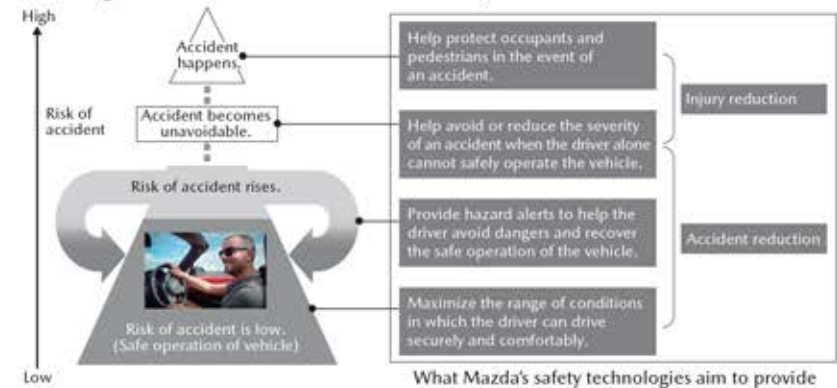 High
Risk of
accident
Low
Accident
happens.
Accident becomes
unavoidable.
Risk of accident rises.
Risk of accident is low.
(Safe operation of vehicle)
Help protect occupants and
pedestrians in the event of
an accident.
Help avoid or reduce the severity
of an accident when the driver alone
cannot safely operate the vehicle.
Provide hazard alerts to help the
driver avoid dangers and recover
the safe operation of the vehicle.
Maximize the range of conditions
in which the driver can drive
securely and comfortably.
Injury reduction
Accident reduction
What Mazda's safety technologies aim to provide